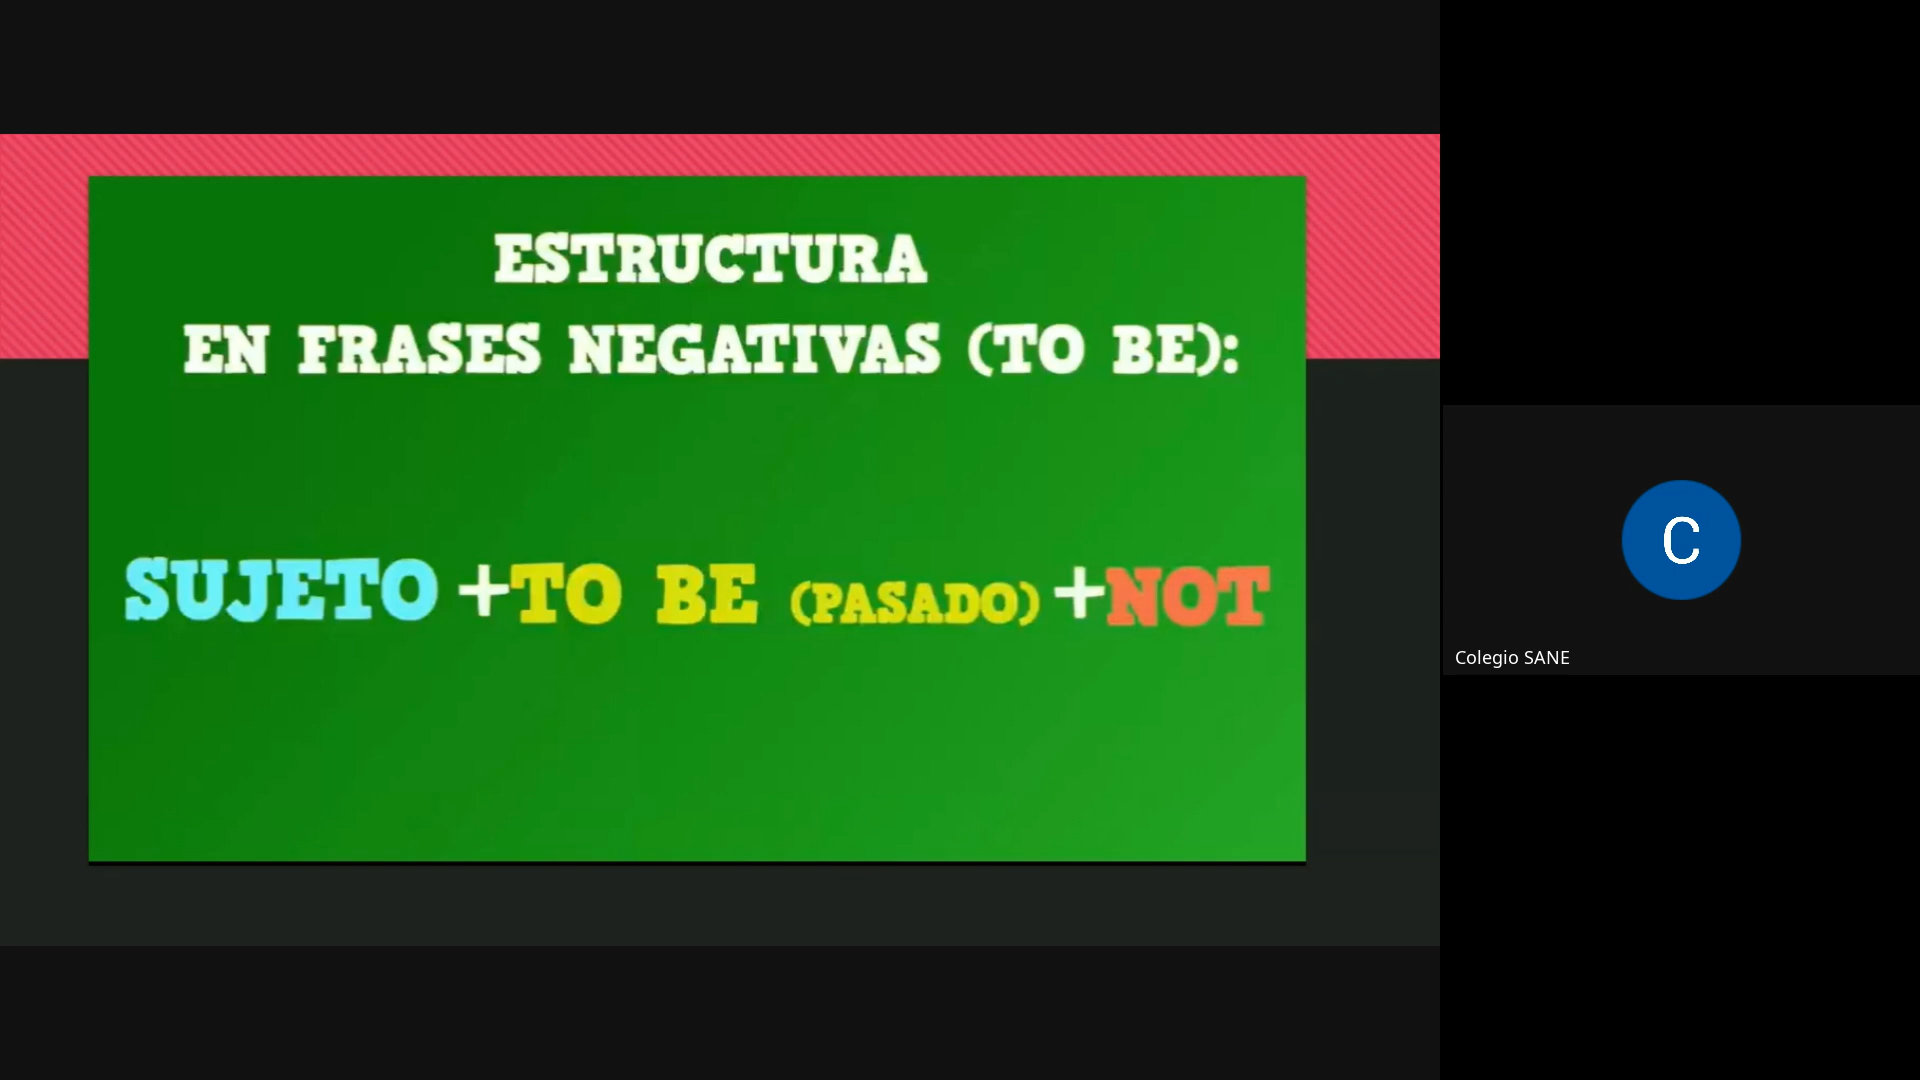 ESTRUCTURA
EN FRASES NEGATIVAS (TO BE):
SUJETO +TO BE (PASADO) +NOT
C
Colegio SANE